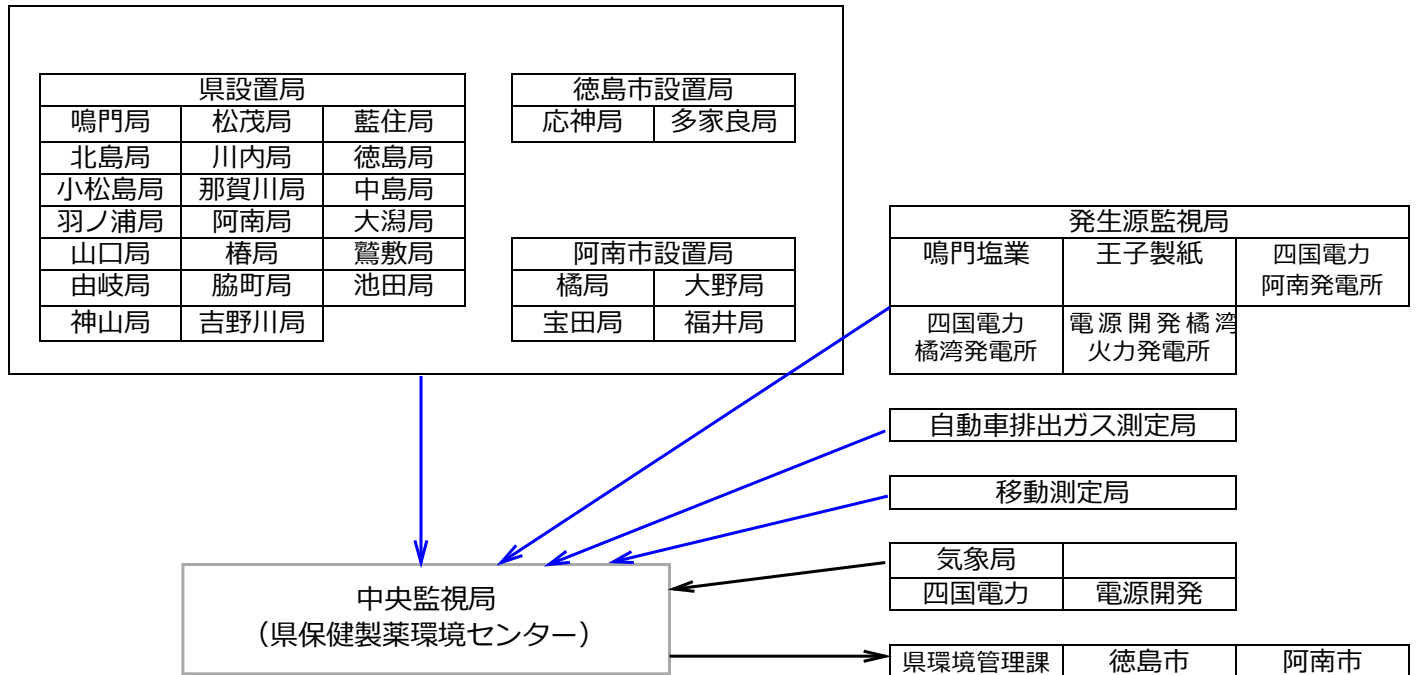 県設置局
鳴門局 松茂局 藍住局
北島局 川内局 徳島局
小松島局 那賀川局 中島局
羽ノ浦局 阿南局 大潟局
山口局 椿局 鷲敷局
由岐局 脇町局 池田局
神山局 吉野川局
徳島市設置局
応神局 多家良局
阿南市設置局
橘局 大野局
宝田局 福井局
発生源監視局
鳴門塩業 王子製紙 四国電力
阿南発電所
四国電力 電源開発橘湾
橘湾発電所 火力発電所
自動車排出ガス測定局
移動測定局
気象局
四国電力 電源開発
中央監視局
（県保健製薬環境センター）
県環境管理課 徳島市 阿南市